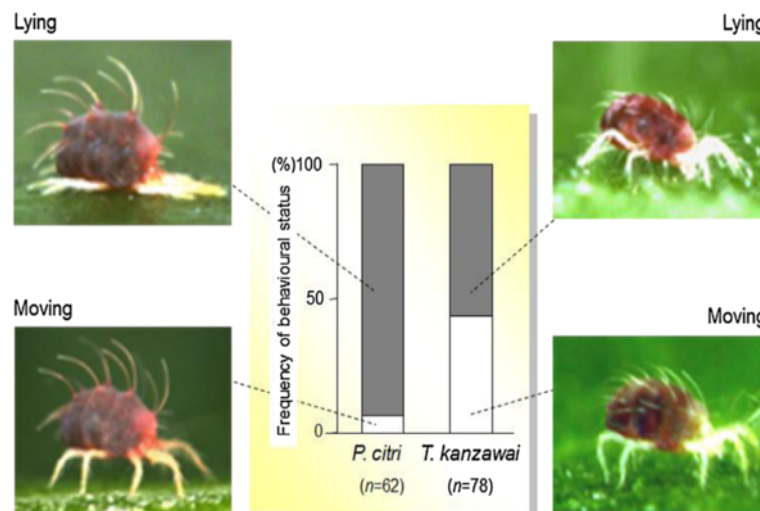 Lying
Lying
(%)100
Frequency of behavioural status
50
Moving
Moving
0
P. citri T. kanzawai
(n=62) (n=78)